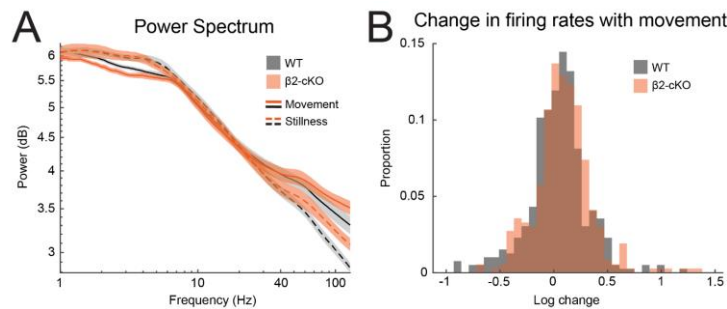 A
Power Spectrum
6
5.5
5
4
3.5
3
Power (dB)
WT
β2-cKO
Movement
Stillness
1
10
40
100
Frequency (Hz)
B
Change in firing rates with movement
0.15
0.1
0.05
0
Proportion
WT
β2-cKO
-1
-0.5
0
0.5
1
1.5
Log change